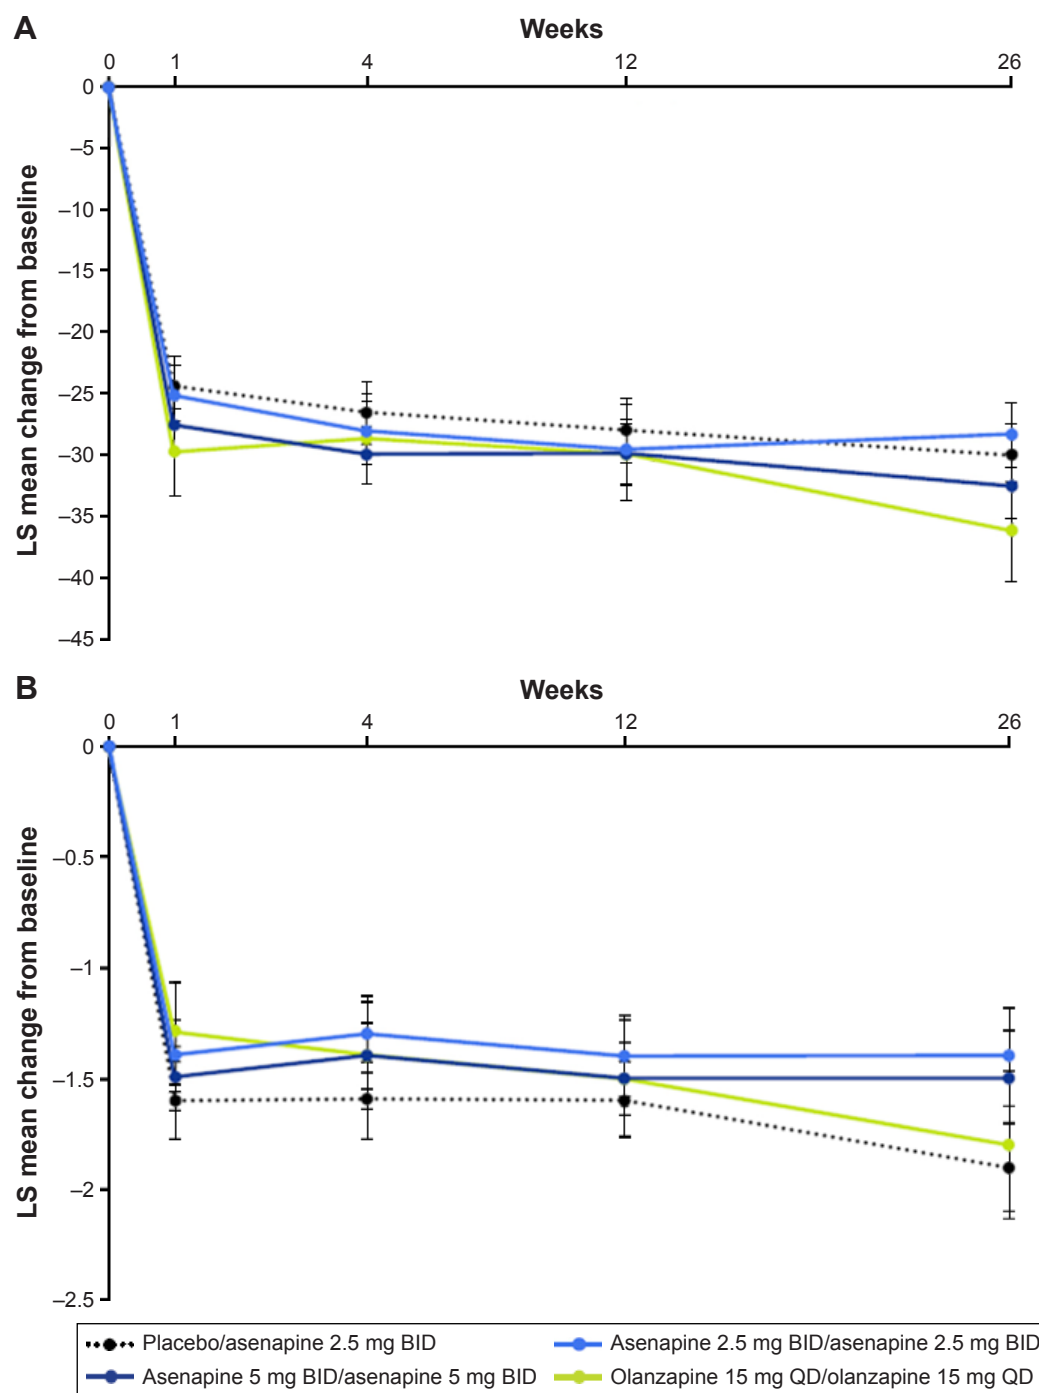 A
Weeks
0 1 4 12 26
LS mean change from baseline
0
–5
–10
–15
–20
–25
–30
–35
–40
–45
B
Weeks
0 1 4 12 26
LS mean change from baseline
0
–0.5
–1
–1.5
–2
–2.5
Placebo/asenapine 2.5 mg BID
Asenapine 2.5 mg BID/asenapine 2.5 mg BID
Asenapine 5 mg BID/asenapine 5 mg BID
Olanzapine 15 mg QD/olanzapine 15 mg QD